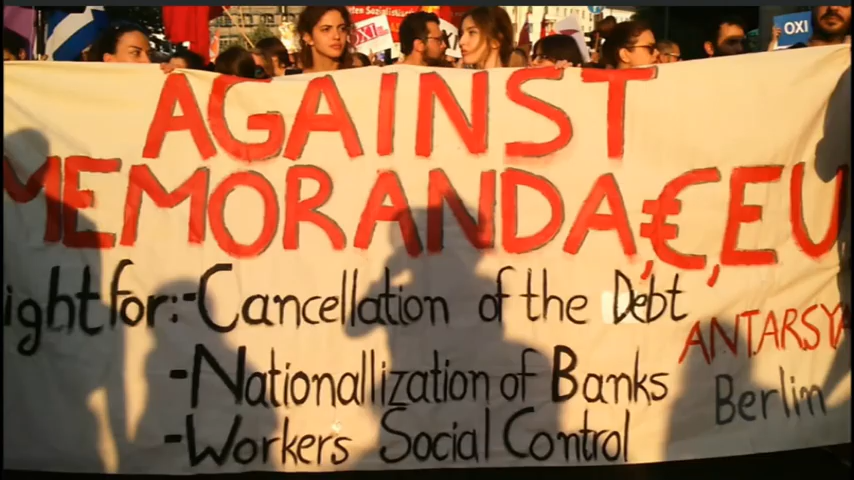 OXI
OXI
AGAINST
MEMORANDA,€,EU
ight for:-Cancellation of the Debt
-Nationallization of Banks
-Workers Social Control
ANTARSYA
Berlin